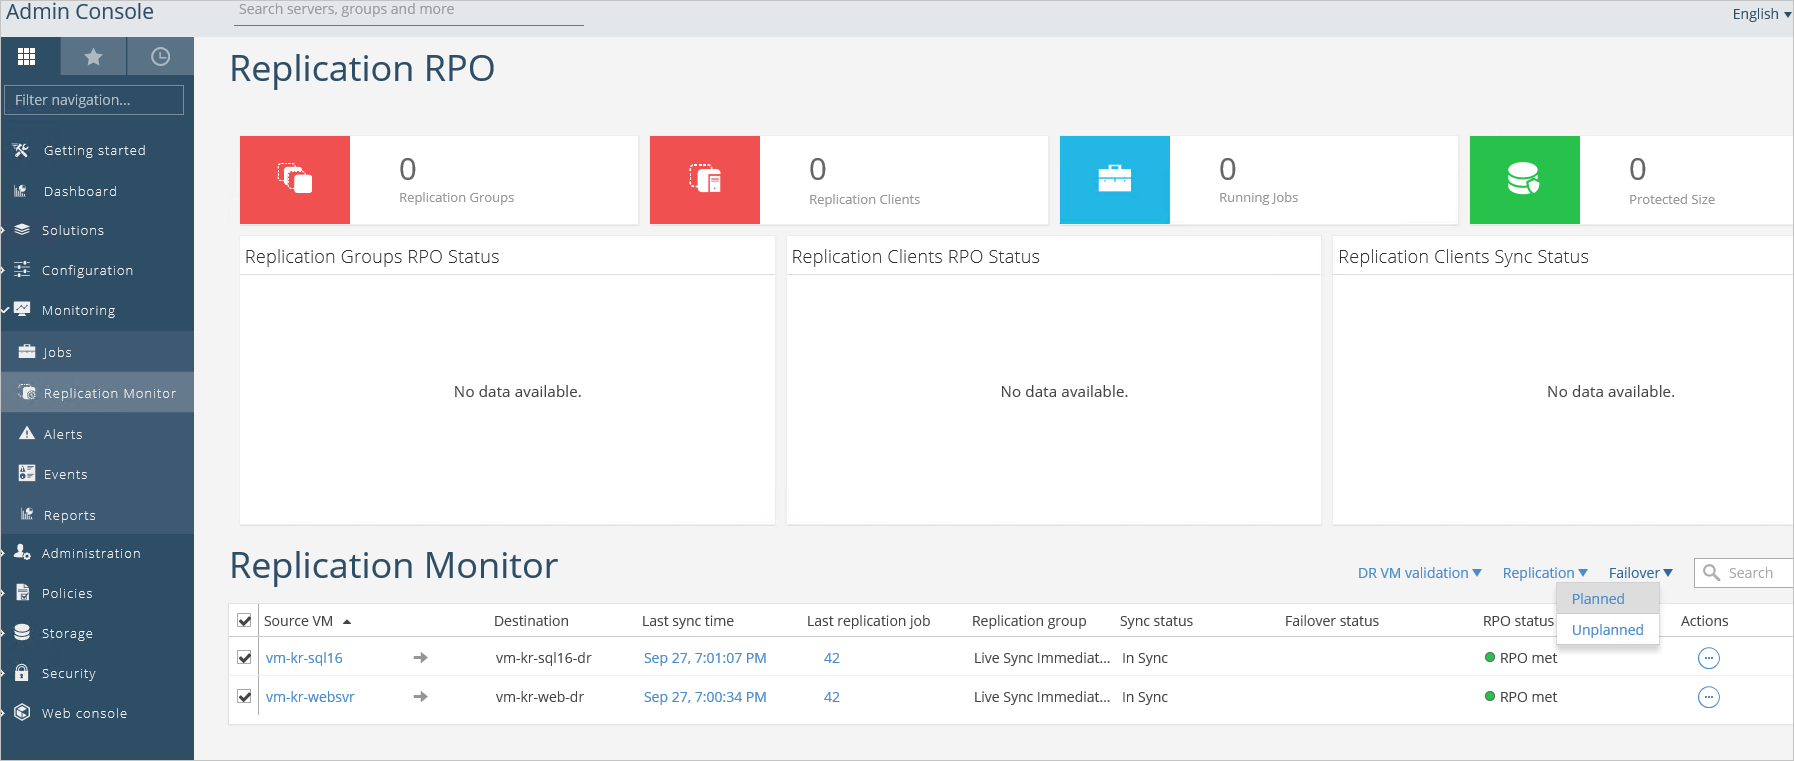 Admin Console
Search servers, groups and more
English
Filter navigation...
Getting started
Dashboard
Solutions
Configuration
Monitoring
Jobs
Replication Monitor
Alerts
Events
Reports
Administration
Policies
Storage
Security
Web console
Replication RPO
0
Replication Groups
0
Replication Clients
0
Running Jobs
0
Protected Size
Replication Groups RPO Status
No data available.
Replication Clients RPO Status
No data available.
Replication Clients Sync Status
No data available.
Replication Monitor
DR VM validation Replication Failover Search
Planned
Unplanned
Source VM Destination Last sync time Last replication job Replication group Sync status Failover status RPO status Actions
vm-kr-sql16 vm-kr-sql16-dr Sep 27, 7:01:07 PM 42 Live Sync Immediat... In Sync RPO met
vm-kr-websvr vm-kr-web-dr Sep 27, 7:00:34 PM 42 Live Sync Immediat... In Sync RPO met